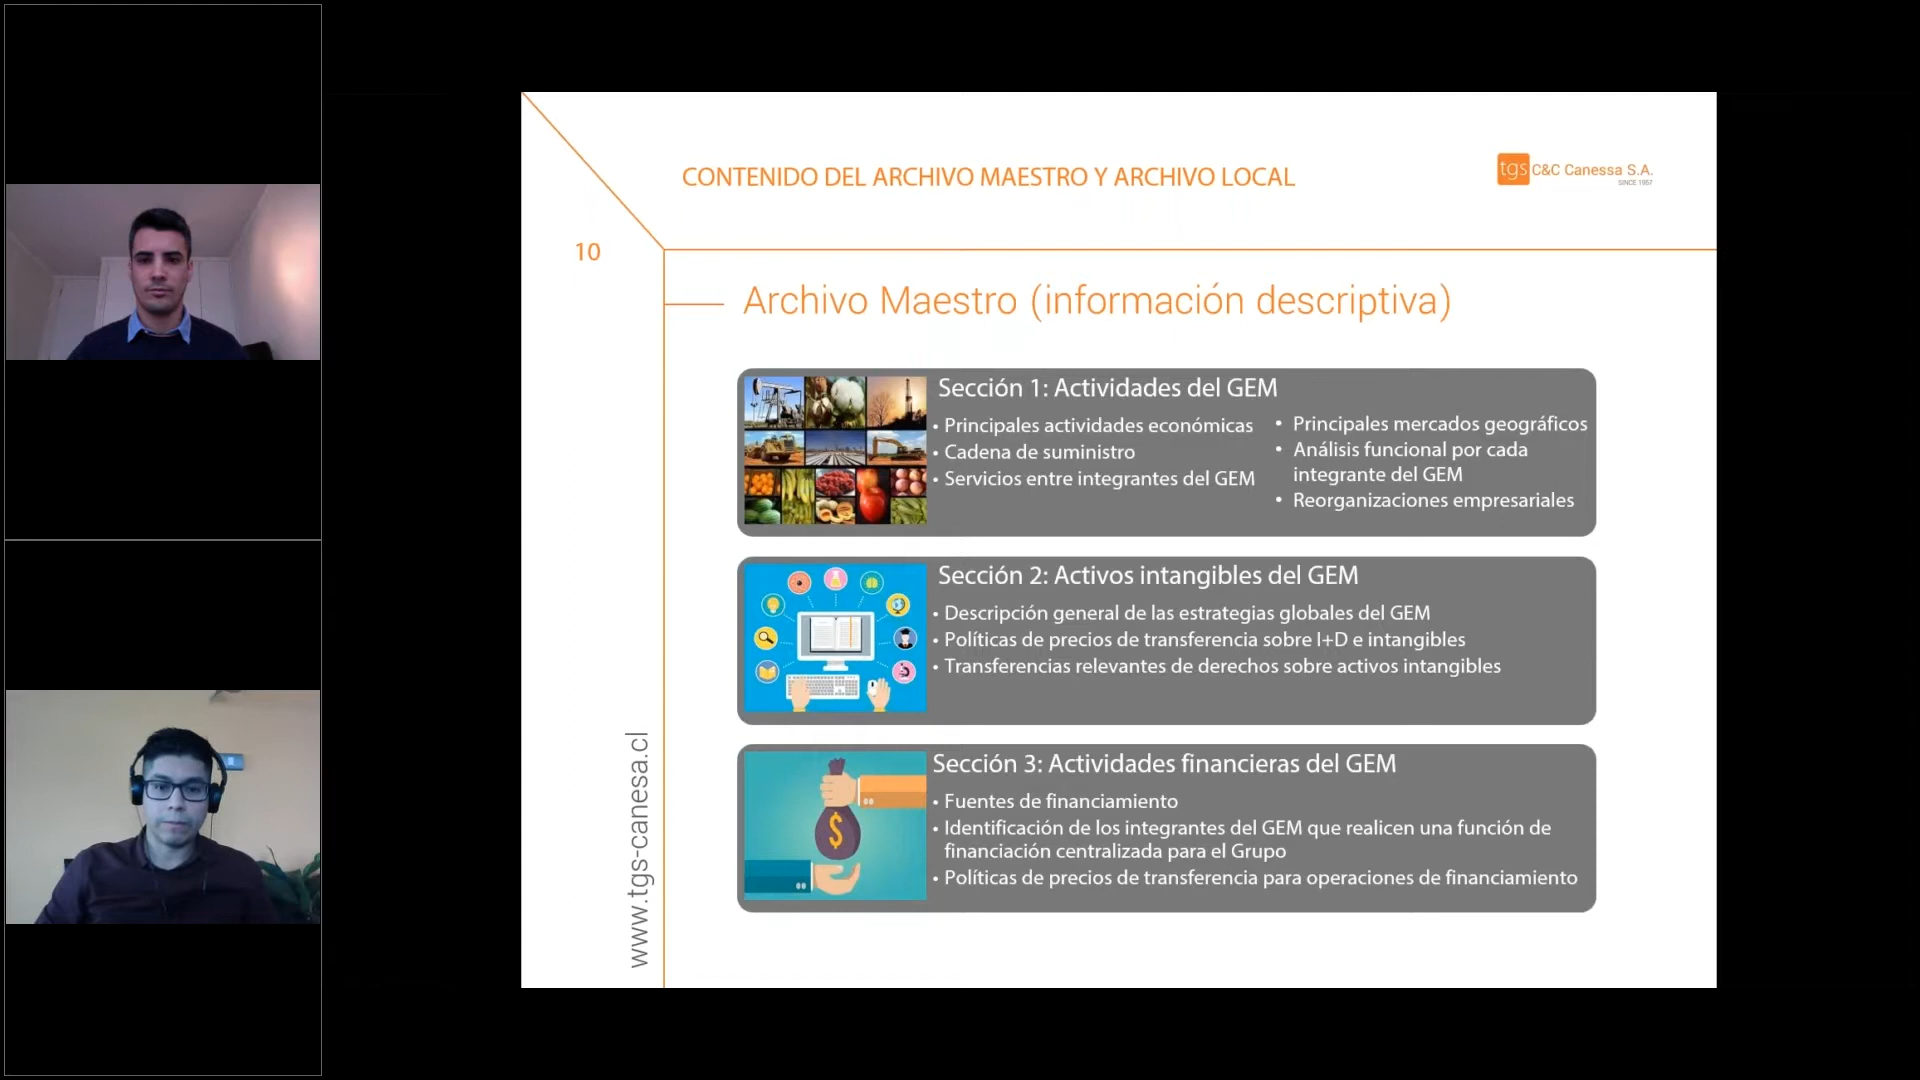 CONTENIDO DEL ARCHIVO MAESTRO Y ARCHIVO LOCAL
tgs C&C Canessa S.A.
SINCE 1957
10
Archivo Maestro (información descriptiva)
Sección 1: Actividades del GEM
• Principales actividades económicas
• Cadena de suministro
• Servicios entre integrantes del GEM
• Principales mercados geográficos
• Análisis funcional por cada
integrante del GEM
• Reorganizaciones empresariales
Sección 2: Activos intangibles del GEM
• Descripción general de las estrategias globales del GEM
• Políticas de precios de transferencia sobre I+D e intangibles
• Transferencias relevantes de derechos sobre activos intangibles
Sección 3: Actividades financieras del GEM
• Fuentes de financiamiento
• Identificación de los integrantes del GEM que realicen una función de
financiación centralizada para el Grupo
• Políticas de precios de transferencia para operaciones de financiamiento
$
www.tgs-canesa.cl